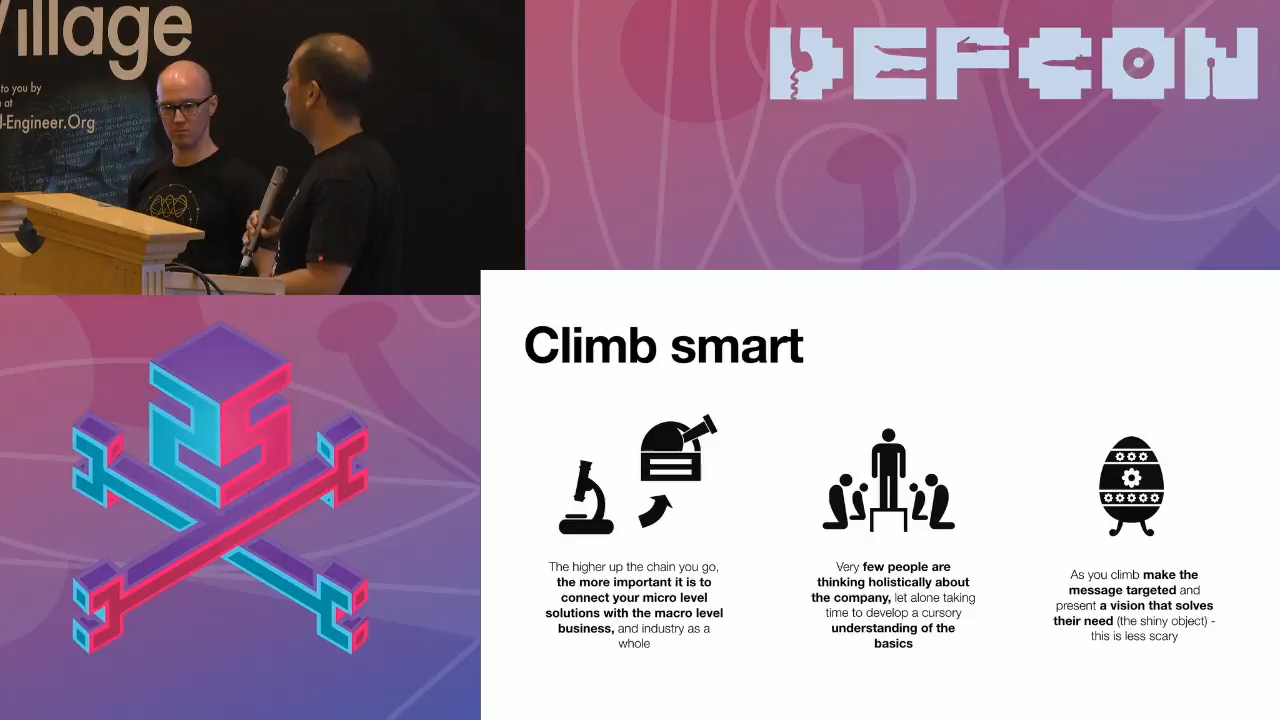 Village
to you by
at
l-Engineer.Org
DEFCON
25
Climb smart
The higher up the chain you go,
the more important it is to
connect your micro level
solutions with the macro level
business, and industry as a
whole
Very few people are
thinking holistically about
the company, let alone taking
time to develop a cursory
understanding of the
basics
As you climb make the
message targeted and
present a vision that solves
their need (the shiny object) -
this is less scary